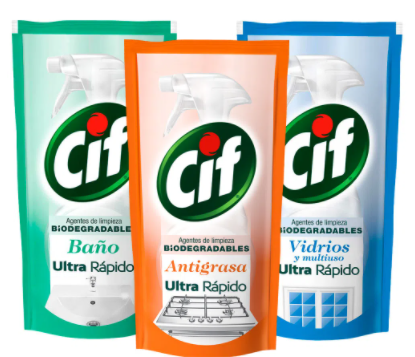 Cif
Agentes de limpieza
BiODEGRADABLES
Baño
Ultra Rápido
Cif
Agentes de limpieza
BiODEGRADABLES
Antigrasa
Ultra Rápido
Cif
Agentes de limpieza
BIODEGRADABLES
Vidrios
y multiuso
Ultra Rápido